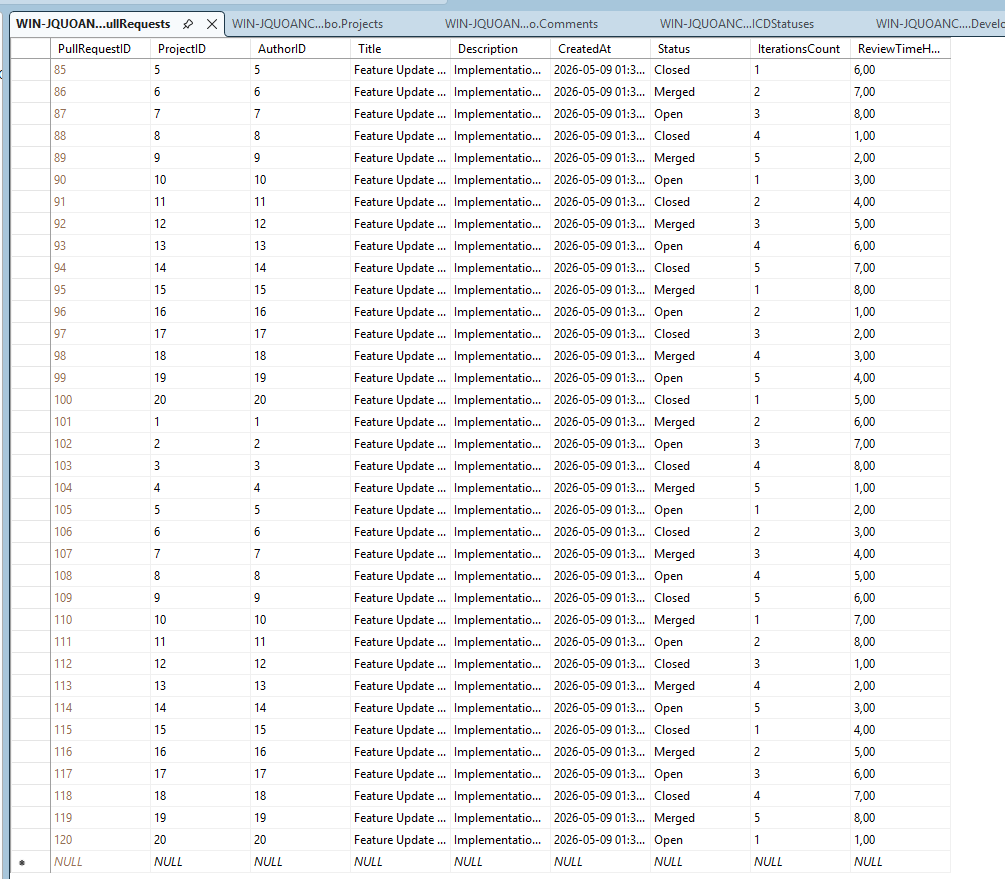 WIN-JQUOAN...ullRequests WIN-JQUOANC...bo.Projects WIN-JQUOAN...o.Comments WIN-JQUOANC...ICDStatuses WIN-JQUOANC....Develo
PullRequestID ProjectID AuthorID Title Description CreatedAt Status IterationsCount ReviewTimeH...
85 5 5 Feature Update ... Implementatio... 2026-05-09 01:3... Closed 1 6,00
86 6 6 Feature Update ... Implementatio... 2026-05-09 01:3... Merged 2 7,00
87 7 7 Feature Update ... Implementatio... 2026-05-09 01:3... Open 3 8,00
88 8 8 Feature Update ... Implementatio... 2026-05-09 01:3... Closed 4 1,00
89 9 9 Feature Update ... Implementatio... 2026-05-09 01:3... Merged 5 2,00
90 10 10 Feature Update ... Implementatio... 2026-05-09 01:3... Open 1 3,00
91 11 11 Feature Update ... Implementatio... 2026-05-09 01:3... Closed 2 4,00
92 12 12 Feature Update ... Implementatio... 2026-05-09 01:3... Merged 3 5,00
93 13 13 Feature Update ... Implementatio... 2026-05-09 01:3... Open 4 6,00
94 14 14 Feature Update ... Implementatio... 2026-05-09 01:3... Closed 5 7,00
95 15 15 Feature Update ... Implementatio... 2026-05-09 01:3... Merged 1 8,00
96 16 16 Feature Update ... Implementatio... 2026-05-09 01:3... Open 2 1,00
97 17 17 Feature Update ... Implementatio... 2026-05-09 01:3... Closed 3 2,00
98 18 18 Feature Update ... Implementatio... 2026-05-09 01:3... Merged 4 3,00
99 19 19 Feature Update ... Implementatio... 2026-05-09 01:3... Open 5 4,00
100 20 20 Feature Update ... Implementatio... 2026-05-09 01:3... Closed 1 5,00
101 1 1 Feature Update ... Implementatio... 2026-05-09 01:3... Merged 2 6,00
102 2 2 Feature Update ... Implementatio... 2026-05-09 01:3... Open 3 7,00
103 3 3 Feature Update ... Implementatio... 2026-05-09 01:3... Closed 4 8,00
104 4 4 Feature Update ... Implementatio... 2026-05-09 01:3... Merged 5 1,00
105 5 5 Feature Update ... Implementatio... 2026-05-09 01:3... Open 1 2,00
106 6 6 Feature Update ... Implementatio... 2026-05-09 01:3... Closed 2 3,00
107 7 7 Feature Update ... Implementatio... 2026-05-09 01:3... Merged 3 4,00
108 8 8 Feature Update ... Implementatio... 2026-05-09 01:3... Open 4 5,00
109 9 9 Feature Update ... Implementatio... 2026-05-09 01:3... Closed 5 6,00
110 10 10 Feature Update ... Implementatio... 2026-05-09 01:3... Merged 1 7,00
111 11 11 Feature Update ... Implementatio... 2026-05-09 01:3... Open 2 8,00
112 12 12 Feature Update ... Implementatio... 2026-05-09 01:3... Closed 3 1,00
113 13 13 Feature Update ... Implementatio... 2026-05-09 01:3... Merged 4 2,00
114 14 14 Feature Update ... Implementatio... 2026-05-09 01:3... Open 5 3,00
115 15 15 Feature Update ... Implementatio... 2026-05-09 01:3... Closed 1 4,00
116 16 16 Feature Update ... Implementatio... 2026-05-09 01:3... Merged 2 5,00
117 17 17 Feature Update ... Implementatio... 2026-05-09 01:3... Open 3 6,00
118 18 18 Feature Update ... Implementatio... 2026-05-09 01:3... Closed 4 7,00
119 19 19 Feature Update ... Implementatio... 2026-05-09 01:3... Merged 5 8,00
120 20 20 Feature Update ... Implementatio... 2026-05-09 01:3... Open 1 1,00
NULL NULL NULL NULL NULL NULL NULL NULL NULL